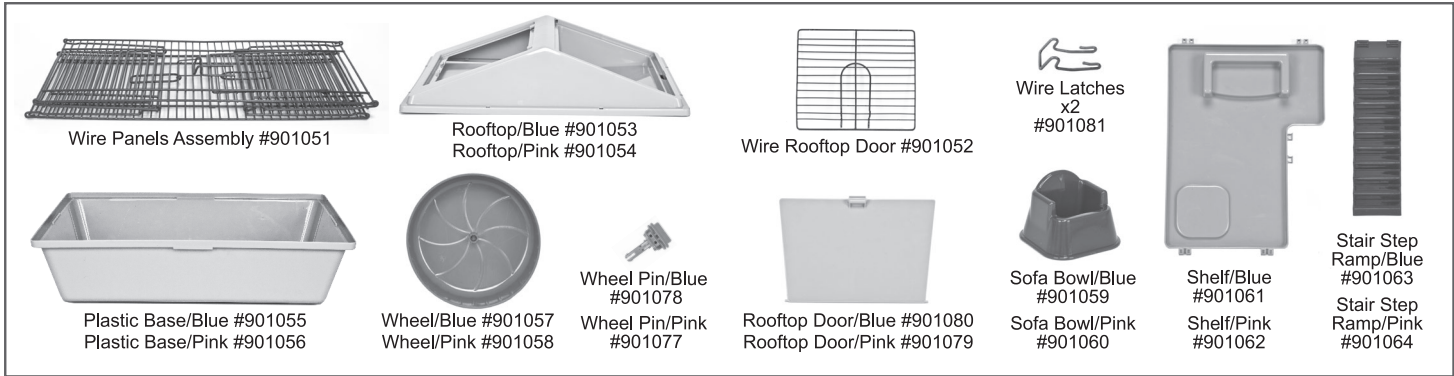 Wire Panels Assembly #901051
Rooftop/Blue #901053
Rooftop/Pink #901054
Wire Rooftop Door #901052
Wire Latches
x2
#901081
Plastic Base/Blue #901055
Plastic Base/Pink #901056
Wheel/Blue #901057
Wheel/Pink #901058
Wheel Pin/Blue
#901078
Wheel Pin/Pink
#901077
Rooftop Door/Blue #901080
Rooftop Door/Pink #901079
Sofa Bowl/Blue
#901059
Sofa Bowl/Pink
#901060
Shelf/Blue
#901061
Shelf/Pink
#901062
Stair Step
Ramp/Blue
#901063
Stair Step
Ramp/Pink
#901064